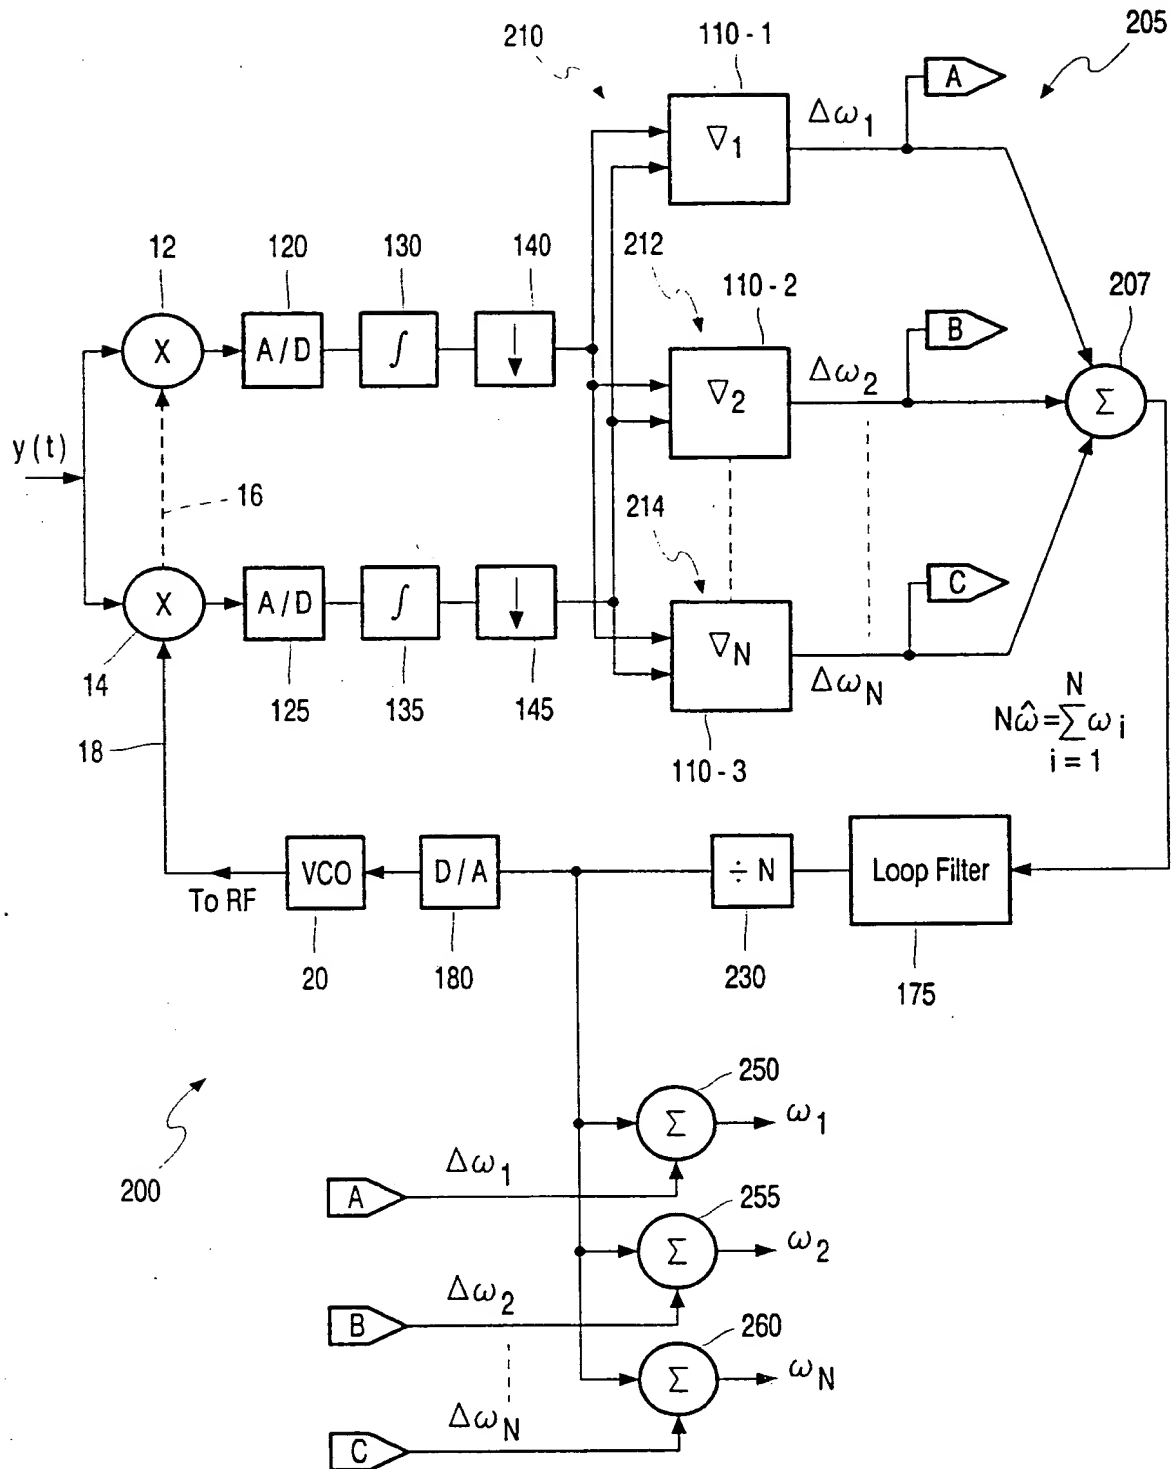 210
110 - 1
205
A
∇1
Δω1
12
120
130
140
212
110 - 2
207
B
X
A/D
∫
↓
∇2
Δω2
Σ
y(t)
16
214
C
X
A/D
∫
↓
∇N
ΔωN
14
125
135
145
110 - 3
Nω̂=Σωi
N
i = 1
18
VCO
D/A
÷ N
Loop Filter
To RF
20
180
230
175
250
Σ
ω1
200
A
Δω1
255
Σ
ω2
B
Δω2
260
Σ
ωN
C
ΔωN